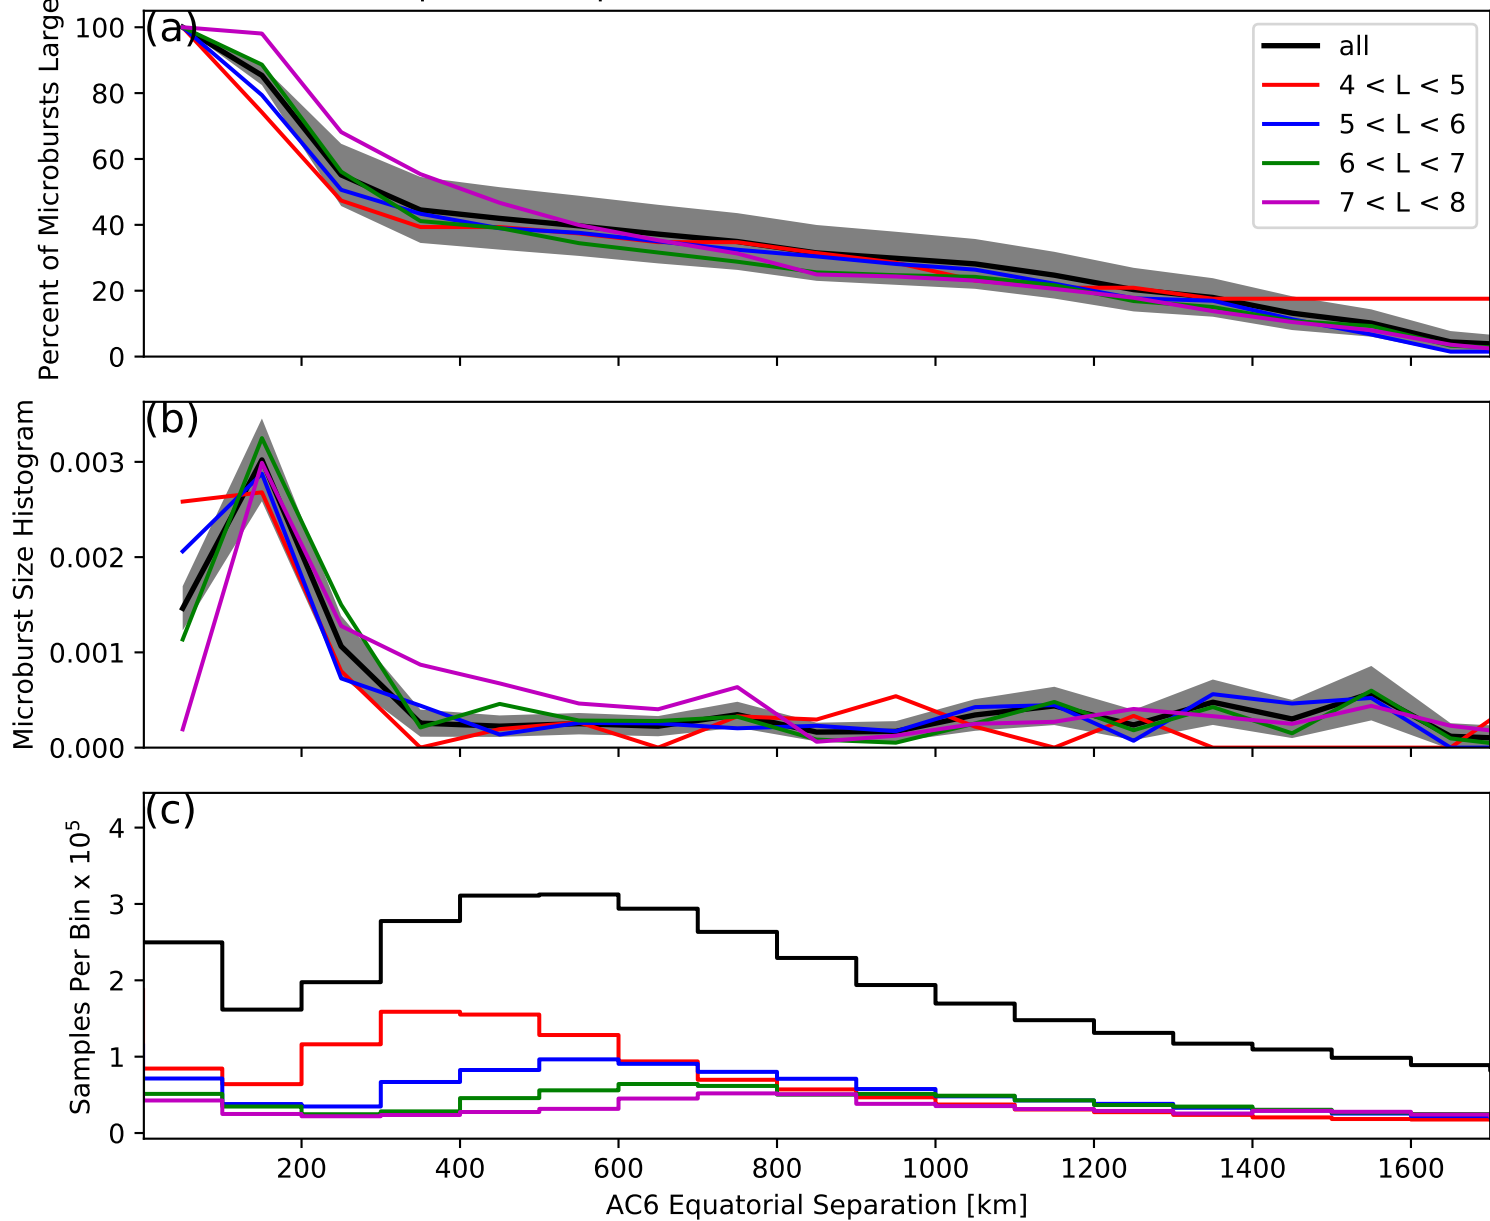 (a)
Percent of Microbursts Large
100
80
60
40
20
0
all
4 < L < 5
5 < L < 6
6 < L < 7
7 < L < 8
(b)
Microburst Size Histogram
0.003
0.002
0.001
0.000
(c)
Samples Per Bin x 10⁵
4
3
2
1
0
200 400 600 800 1000 1200 1400 1600
AC6 Equatorial Separation [km]